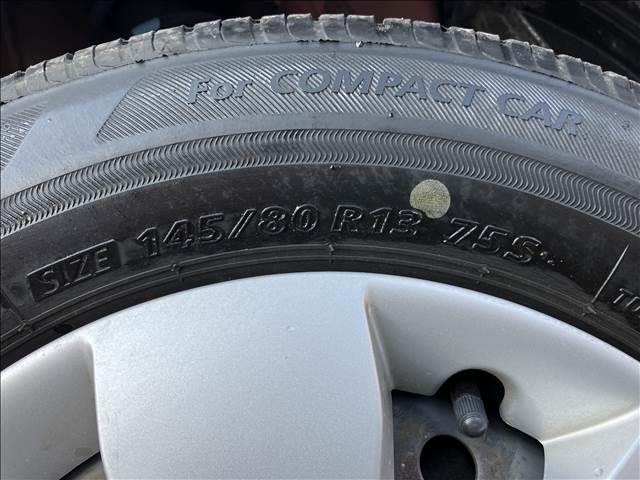 For COMPACT CAR
SIZE 145/80 R13 75S